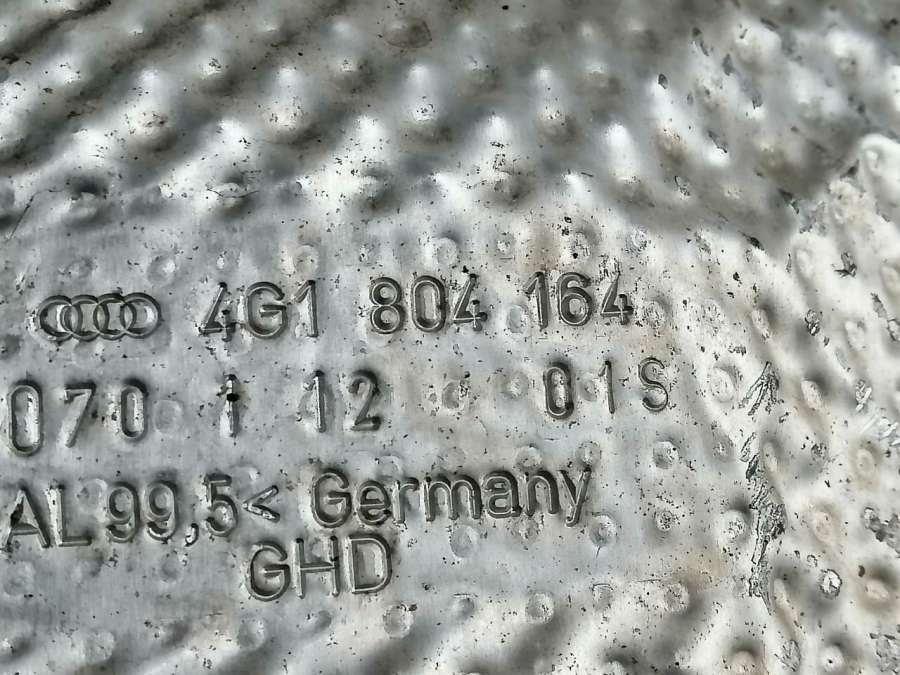 4G1 804 164
070 1 12 01S
AL99,5< Germany
GHD